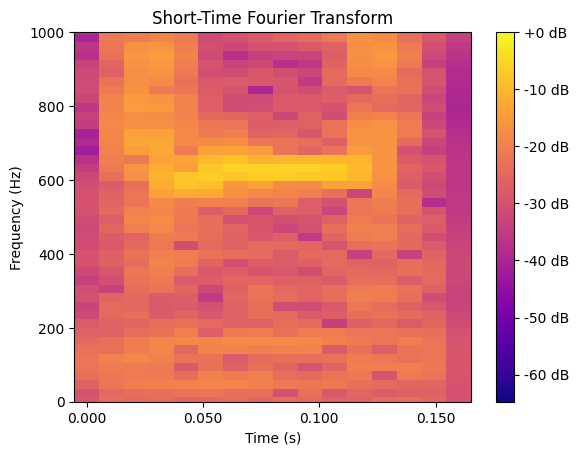 Short-Time Fourier Transform
Frequency (Hz)
1000
800
600
400
200
0
0.000
0.050
0.100
0.150
Time (s)
+0 dB
-10 dB
-20 dB
-30 dB
-40 dB
-50 dB
-60 dB